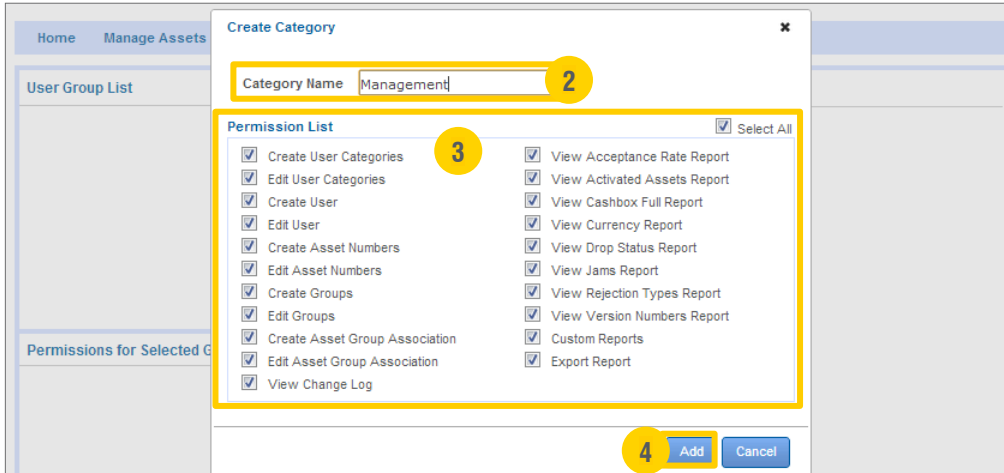 Create Category
Home Manage Assets
Category Name Management 2
User Group List
Permission List Select All
3
Create User Categories View Acceptance Rate Report
Edit User Categories View Activated Assets Report
Create User View Cashbox Full Report
Edit User View Currency Report
Create Asset Numbers View Drop Status Report
Edit Asset Numbers View Jams Report
Create Groups View Rejection Types Report
Edit Groups View Version Numbers Report
Create Asset Group Association Custom Reports
Permissions for Selected G
Edit Asset Group Association Export Report
View Change Log
4 Add Cancel